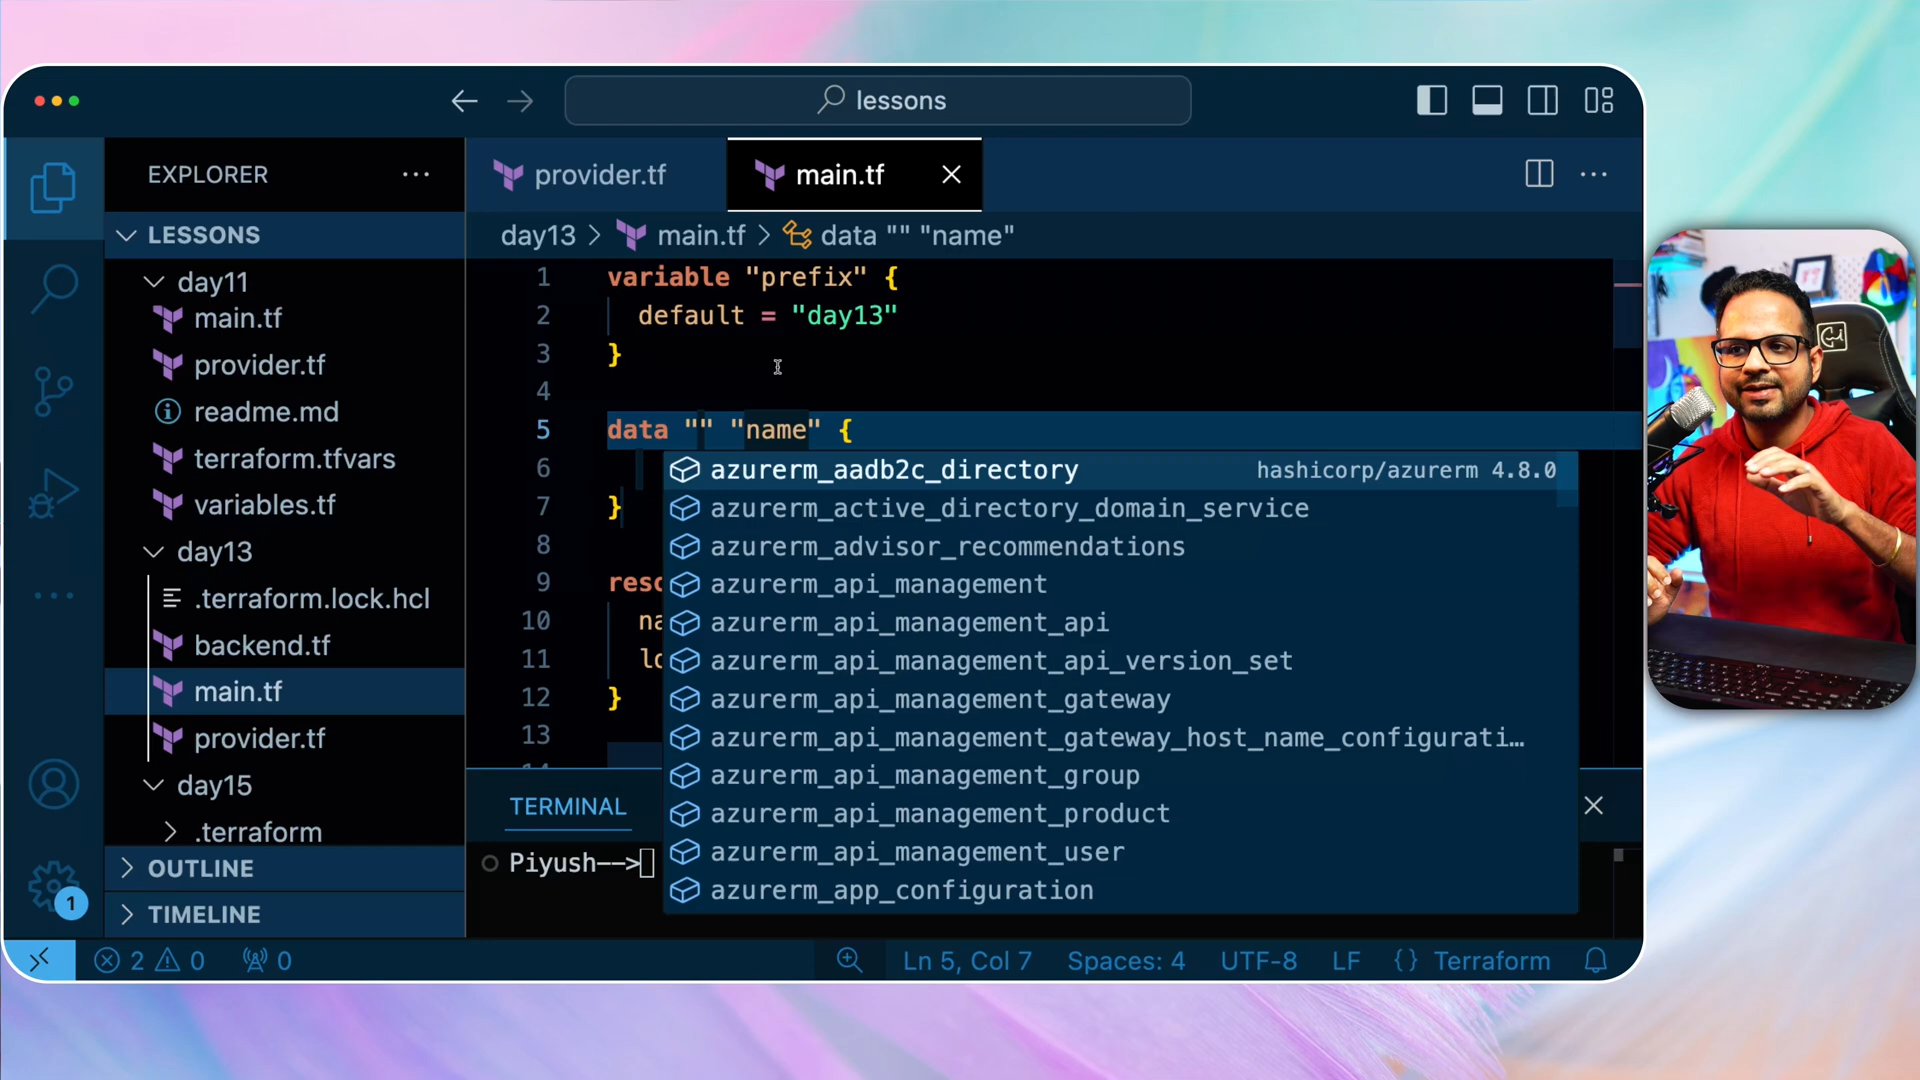 lessons
EXPLORER
provider.tf
main.tf
LESSONS
day13 > main.tf > data "" "name"
day11
main.tf
provider.tf
readme.md
terraform.tfvars
variables.tf
day13
.terraform.lock.hcl
backend.tf
main.tf
provider.tf
day15
.terraform
OUTLINE
TIMELINE
1
1 variable "prefix" {
2 default = "day13"
3 }
4
5 data "" "name" {
6
7 }
8
9 reso
10 na
11 lo
12 }
13
azurerm_aadb2c_directory hashicorp/azurerm 4.8.0
azurerm_active_directory_domain_service
azurerm_advisor_recommendations
azurerm_api_management
azurerm_api_management_api
azurerm_api_management_api_version_set
azurerm_api_management_gateway
azurerm_api_management_gateway_host_name_configurati…
azurerm_api_management_group
azurerm_api_management_product
azurerm_api_management_user
azurerm_app_configuration
TERMINAL
Piyush-->
2 0 0
Ln 5, Col 7 Spaces: 4 UTF-8 LF {} Terraform